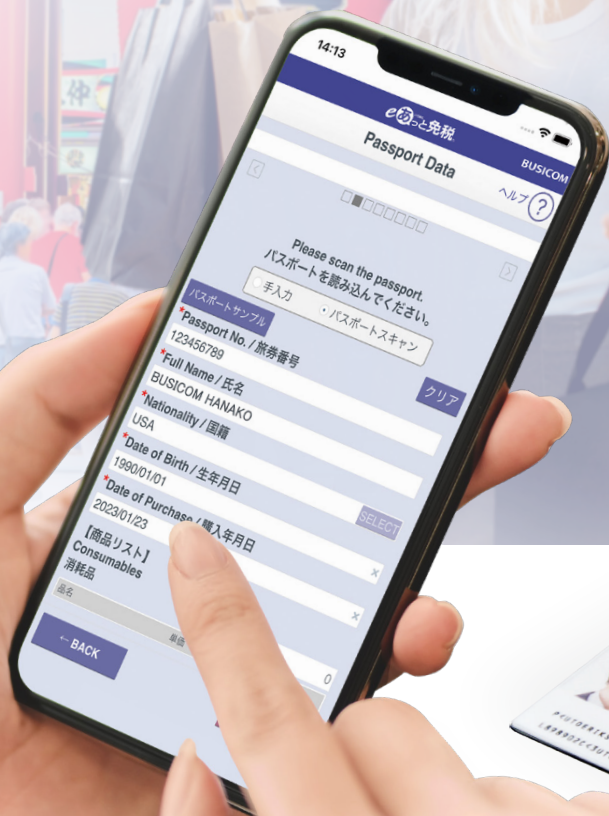 14:13
eあっと免税
BUSICOM
Passport Data
ヘルプ ?
Please scan the passport.
パスポートを読み込んでください。
手入力 パスポートスキャン
パスポートサンプル
クリア
*Passport No. / 旅券番号
123456789
*Full Name / 氏名
BUSICOM HANAKO
*Nationality / 国籍
USA
SELECT
*Date of Birth / 生年月日
1990/01/01
×
*Date of Purchase / 購入年月日
2023/01/23
×
【商品リスト】
Consumables
消耗品
0
品名 単価
← BACK